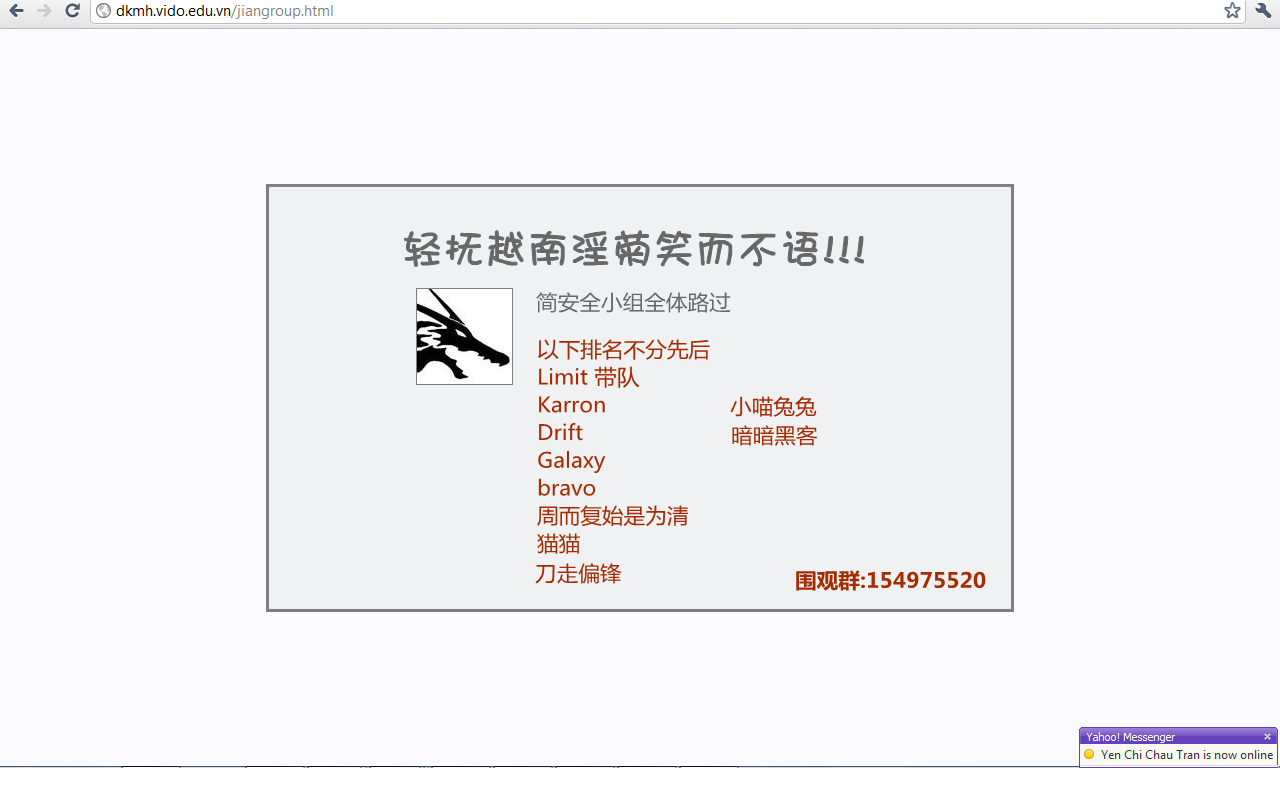 dkmh.vido.edu.vn/jiangroup.html
轻抚越南淫菊笑而不语!!!
简安全小组全体路过
以下排名不分先后
Limit 带队
Karron
小喵兔兔
Drift
暗暗黑客
Galaxy
bravo
周而复始是为清
猫猫
刀走偏锋
围观群:154975520
Yahoo! Messenger
Yen Chi Chau Tran is now online